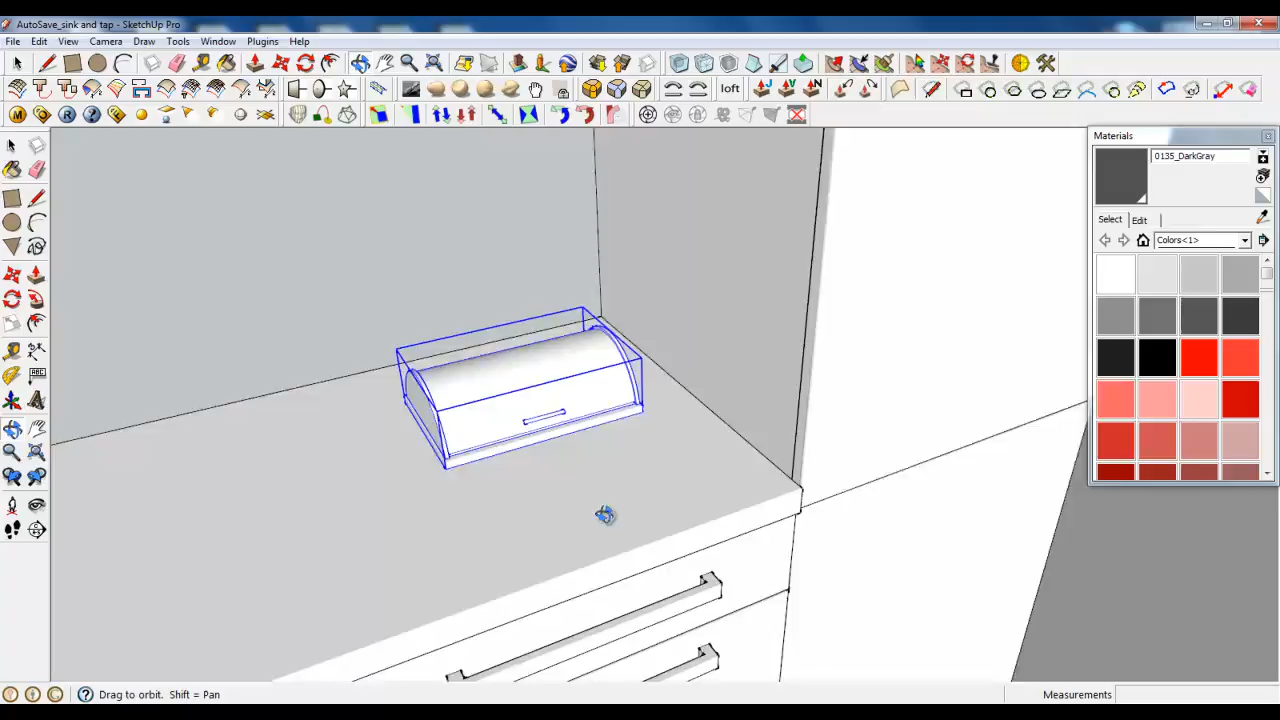 AutoSave_sink and tap - SketchUp Pro
File Edit View Camera Draw Tools Window Plugins Help
loft
M R ?
Materials
0135_DarkGray
Select Edit
Colors<1>
ABC
Drag to orbit. Shift = Pan
Measurements